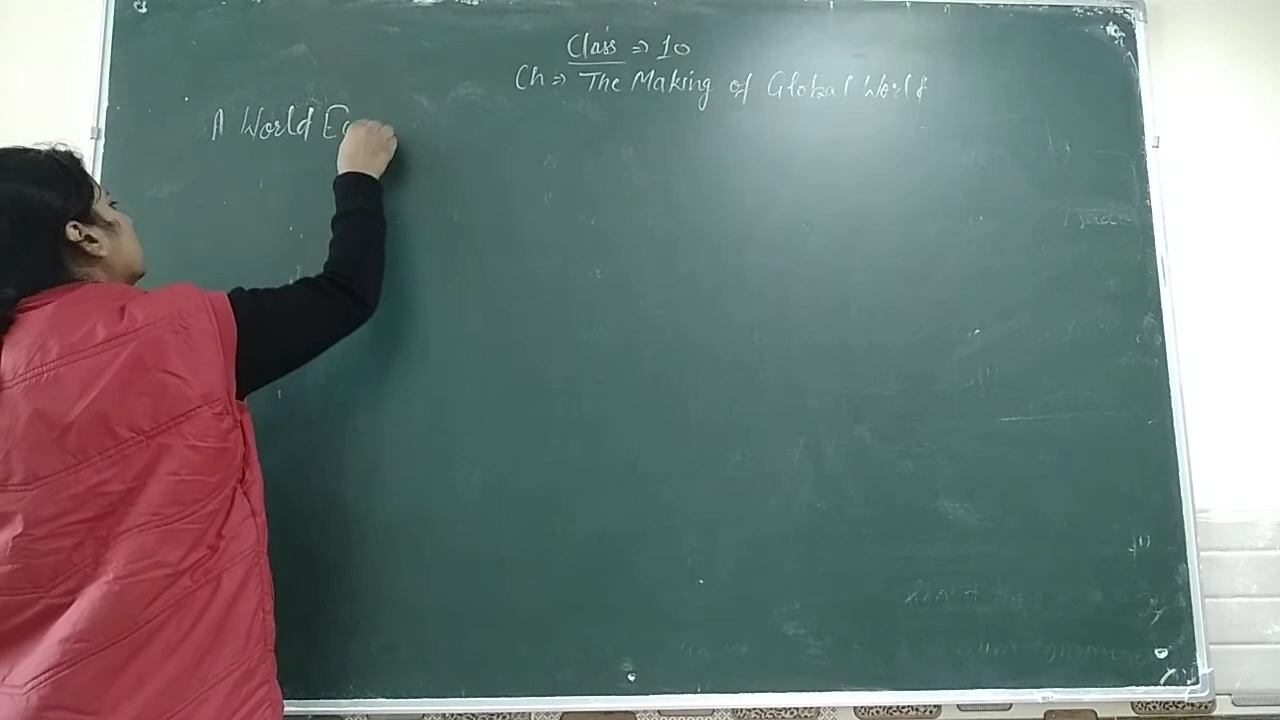 Class ⇒ 10
Ch ⇒ The Making of Global World
A World Ec